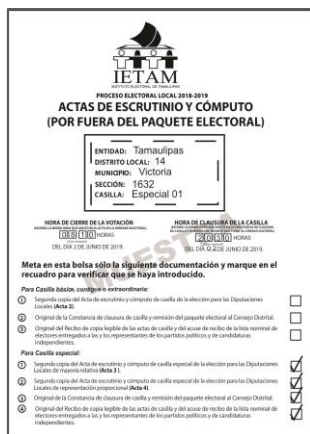 IETAM
INSTITUTO ELECTORAL DE TAMAULIPAS
PROCESO ELECTORAL LOCAL 2018-2019
ACTAS DE ESCRUTINIO Y CÓMPUTO
(POR FUERA DEL PAQUETE ELECTORAL)
ENTIDAD: Tamaulipas
DISTRITO LOCAL: 14
MUNICIPIO: Victoria
SECCIÓN: 1632
CASILLA: Especial 01
HORA DE CIERRE DE LA VOTACIÓN
HORA DE CLAUSURA DE LA CASILLA
0810 HORAS
2010 HORAS
DEL DÍA 2 DE JUNIO DE 2019.
DEL DÍA 2 DE JUNIO DE 2019.
MUESTRA
Meta en esta bolsa sólo la siguiente documentación y marque en el
recuadro para verificar que se haya introducido.
Para Casilla básica, contigua o extraordinaria:
1 Segunda copia del Acta de escrutinio y cómputo de casilla de la elección para las Diputaciones
Locales (Acta 2).
2 Original de la Constancia de clausura de casilla y remisión del paquete electoral al Consejo Distrital.
3 Original del Recibo de copia legible de las actas de casilla y del acuse de recibo de la lista nominal de
electores entregados a las y los representantes de los partidos políticos y de candidaturas
independientes.
Para Casilla especial:
1 Segunda copia del Acta de escrutinio y cómputo de casilla especial de la elección para las Diputaciones
Locales de mayoría relativa (Acta 3).
2 Segunda copia del Acta de escrutinio y cómputo de casilla especial de la elección para las Diputaciones
Locales de representación proporcional (Acta 4).
3 Original de la Constancia de clausura de casilla y remisión del paquete electoral al Consejo Distrital.
4 Original del Recibo de copia legible de las actas de casilla y del acuse de recibo de la lista nominal de
electores entregados a las y los representantes de los partidos políticos y de candidaturas
independientes.